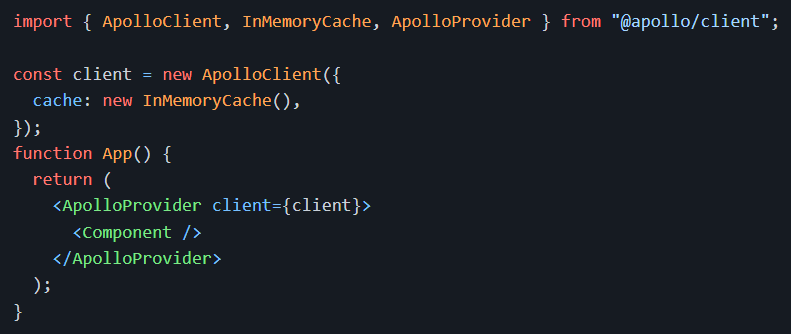 import { ApolloClient, InMemoryCache, ApolloProvider } from "@apollo/client";

const client = new ApolloClient({
  cache: new InMemoryCache(),
});
function App() {
  return (
    <ApolloProvider client={client}>
      <Component />
    </ApolloProvider>
  );
}